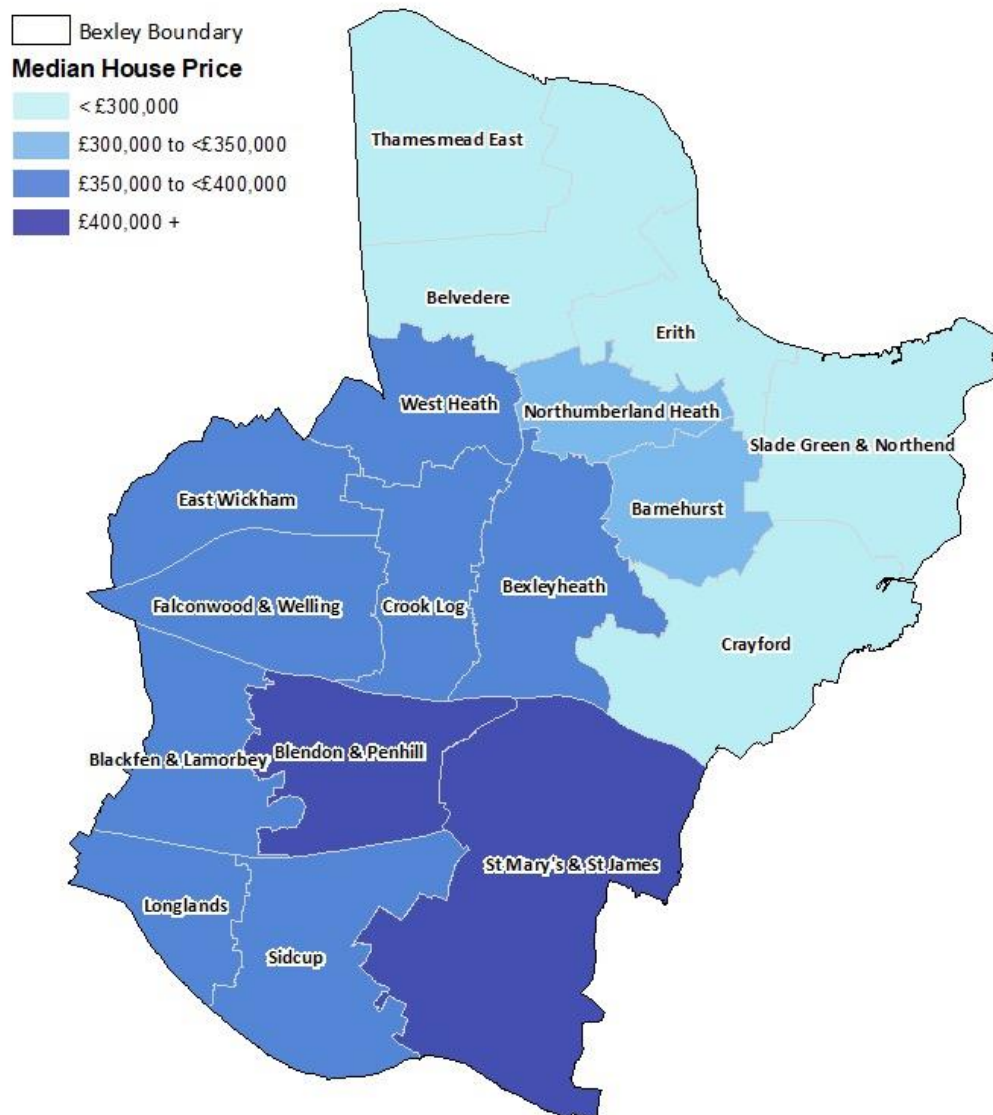 Bexley Boundary
Median House Price
< £300,000
£300,000 to <£350,000
£350,000 to <£400,000
£400,000 +
Thamesmead East
Belvedere
Erith
West Heath
Northumberland Heath
Slade Green & Northend
East Wickham
Barnehurst
Falconwood & Welling
Crook Log
Bexleyheath
Crayford
Blackfen & Lamorbey
Blendon & Penhill
St Mary's & St James
Longlands
Sidcup